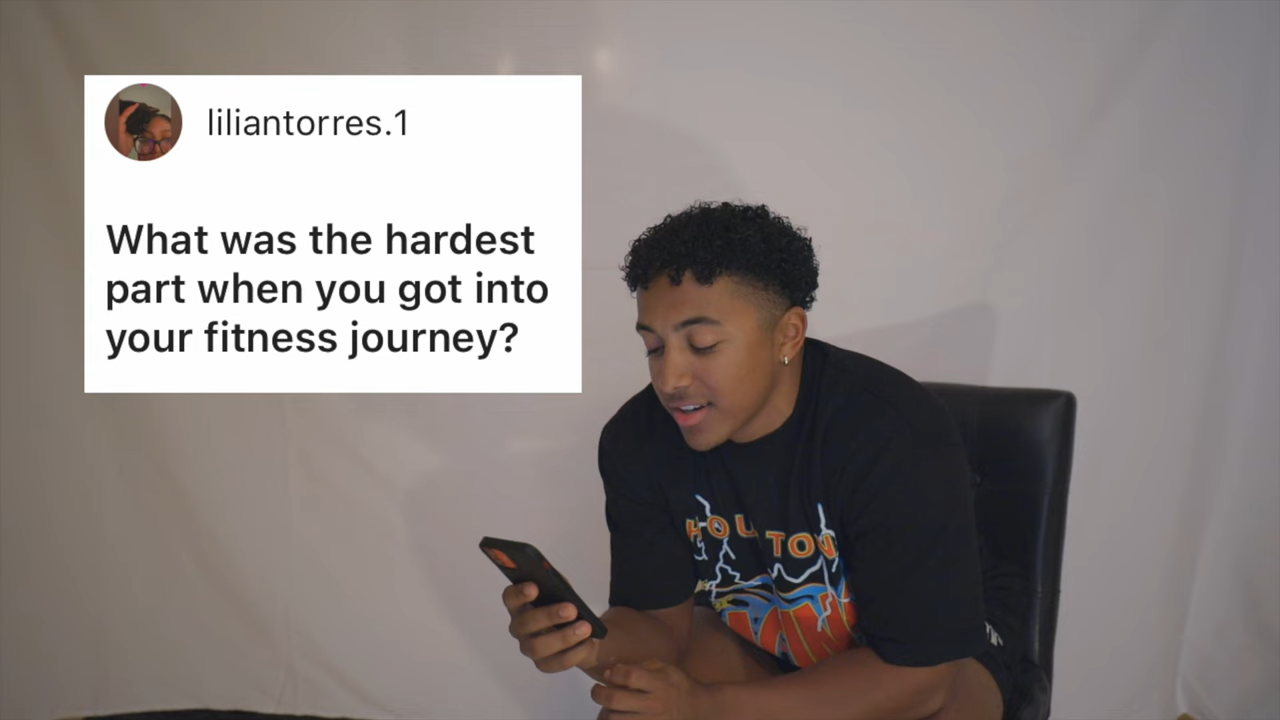 liliantorres.1
What was the hardest
part when you got into
your fitness journey?